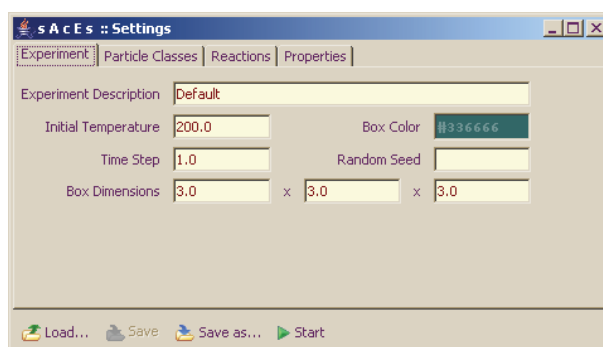 s A c E s :: Settings
Experiment Particle Classes Reactions Properties
Experiment Description Default
Initial Temperature 200.0 Box Color #336666
Time Step 1.0 Random Seed
Box Dimensions 3.0 x 3.0 x 3.0
Load... Save Save as... Start